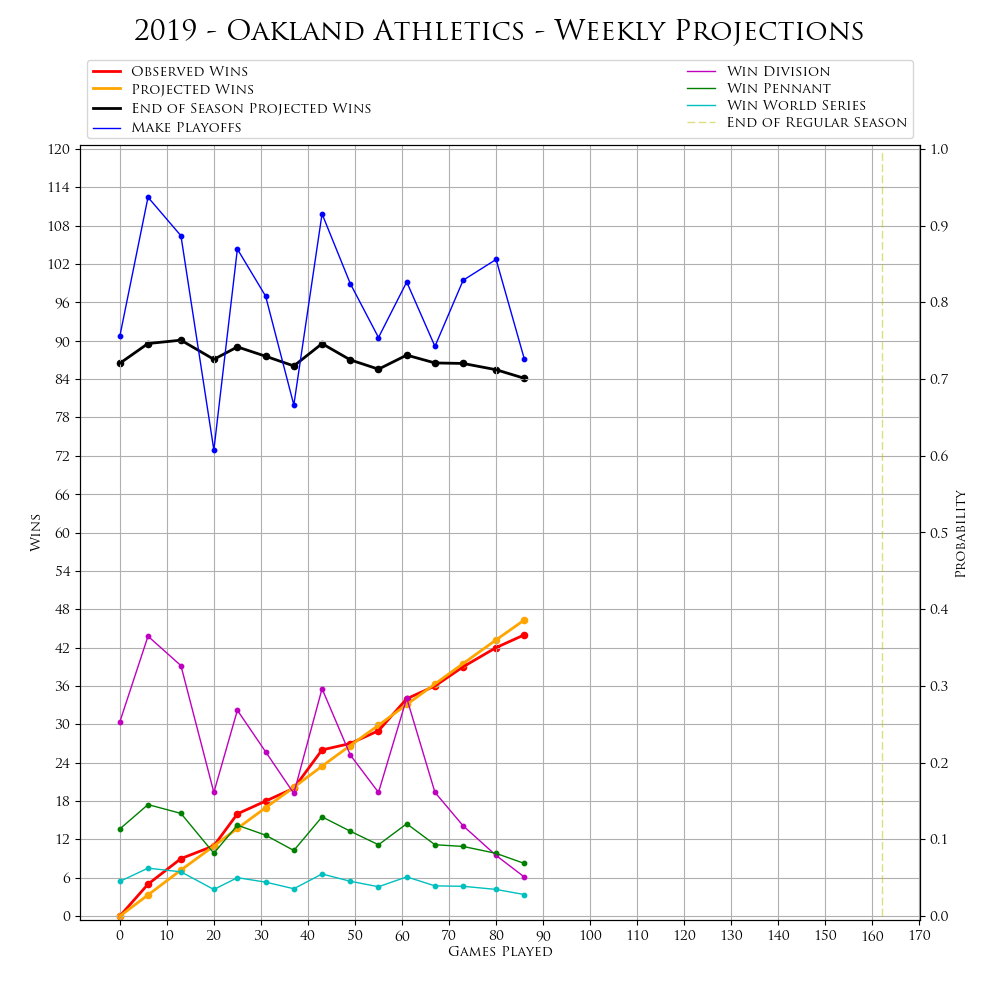 2019 - Oakland Athletics - Weekly Projections
Observed Wins
Projected Wins
End of Season Projected Wins
Make Playoffs
Win Division
Win Pennant
Win World Series
End of Regular Season
120
114
108
102
96
90
84
78
72
66
60
54
48
42
36
30
24
18
12
6
0
Wins
1.0
0.9
0.8
0.7
0.6
0.5
0.4
0.3
0.2
0.1
0.0
Probability
0 10 20 30 40 50 60 70 80 90 100 110 120 130 140 150 160 170
Games Played